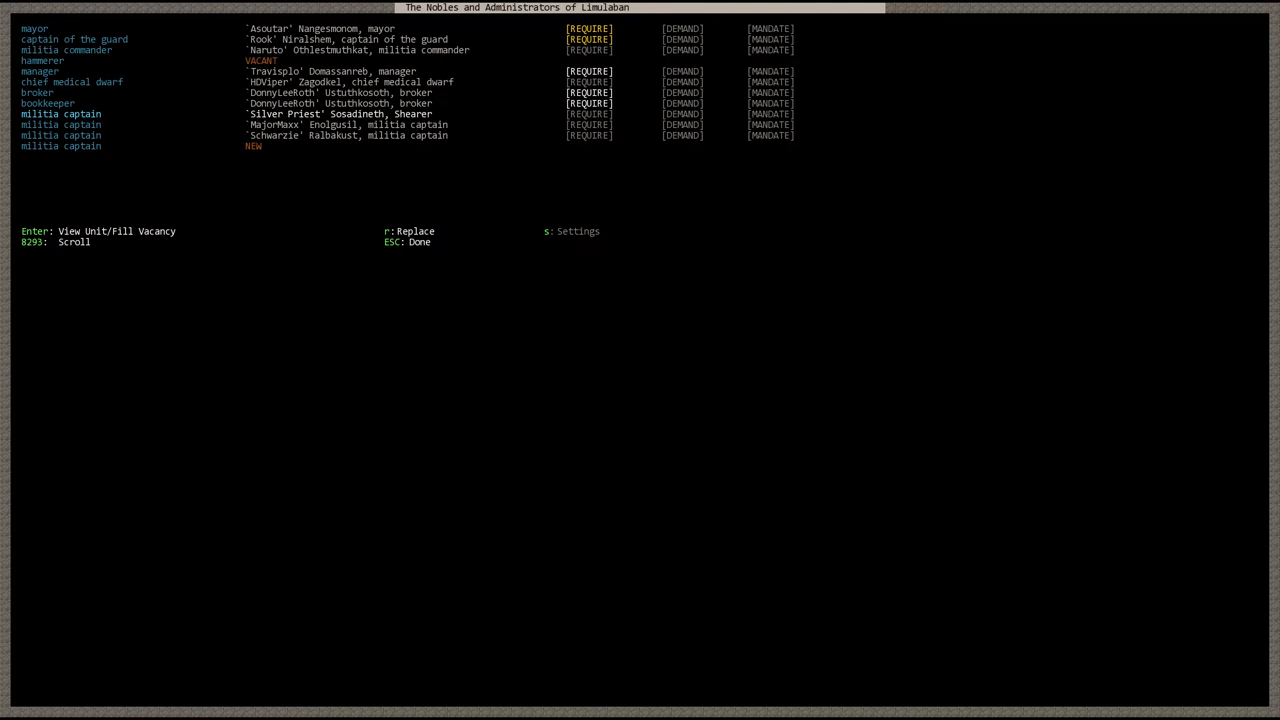 The Nobles and Administrators of Limulaban
mayor `Asoutar' Nangesmonom, mayor [REQUIRE] [DEMAND] [MANDATE]
captain of the guard `Rook' Niralshem, captain of the guard [REQUIRE] [DEMAND] [MANDATE]
militia commander `Naruto' Othlestmuthkat, militia commander [REQUIRE] [DEMAND] [MANDATE]
hammerer VACANT
manager `Travisplo' Domassanreb, manager [REQUIRE] [DEMAND] [MANDATE]
chief medical dwarf `HDViper' Zagodkel, chief medical dwarf [REQUIRE] [DEMAND] [MANDATE]
broker `DonnyLeeRoth' Ustuthkosoth, broker [REQUIRE] [DEMAND] [MANDATE]
bookkeeper `DonnyLeeRoth' Ustuthkosoth, broker [REQUIRE] [DEMAND] [MANDATE]
militia captain `Silver Priest' Sosadineth, Shearer [REQUIRE] [DEMAND] [MANDATE]
militia captain `MajorMaxx' Enolgusil, militia captain [REQUIRE] [DEMAND] [MANDATE]
militia captain `Schwarzie' Ralbakust, militia captain [REQUIRE] [DEMAND] [MANDATE]
militia captain NEW
Enter: View Unit/Fill Vacancy r:Replace s:Settings
8293: Scroll ESC: Done